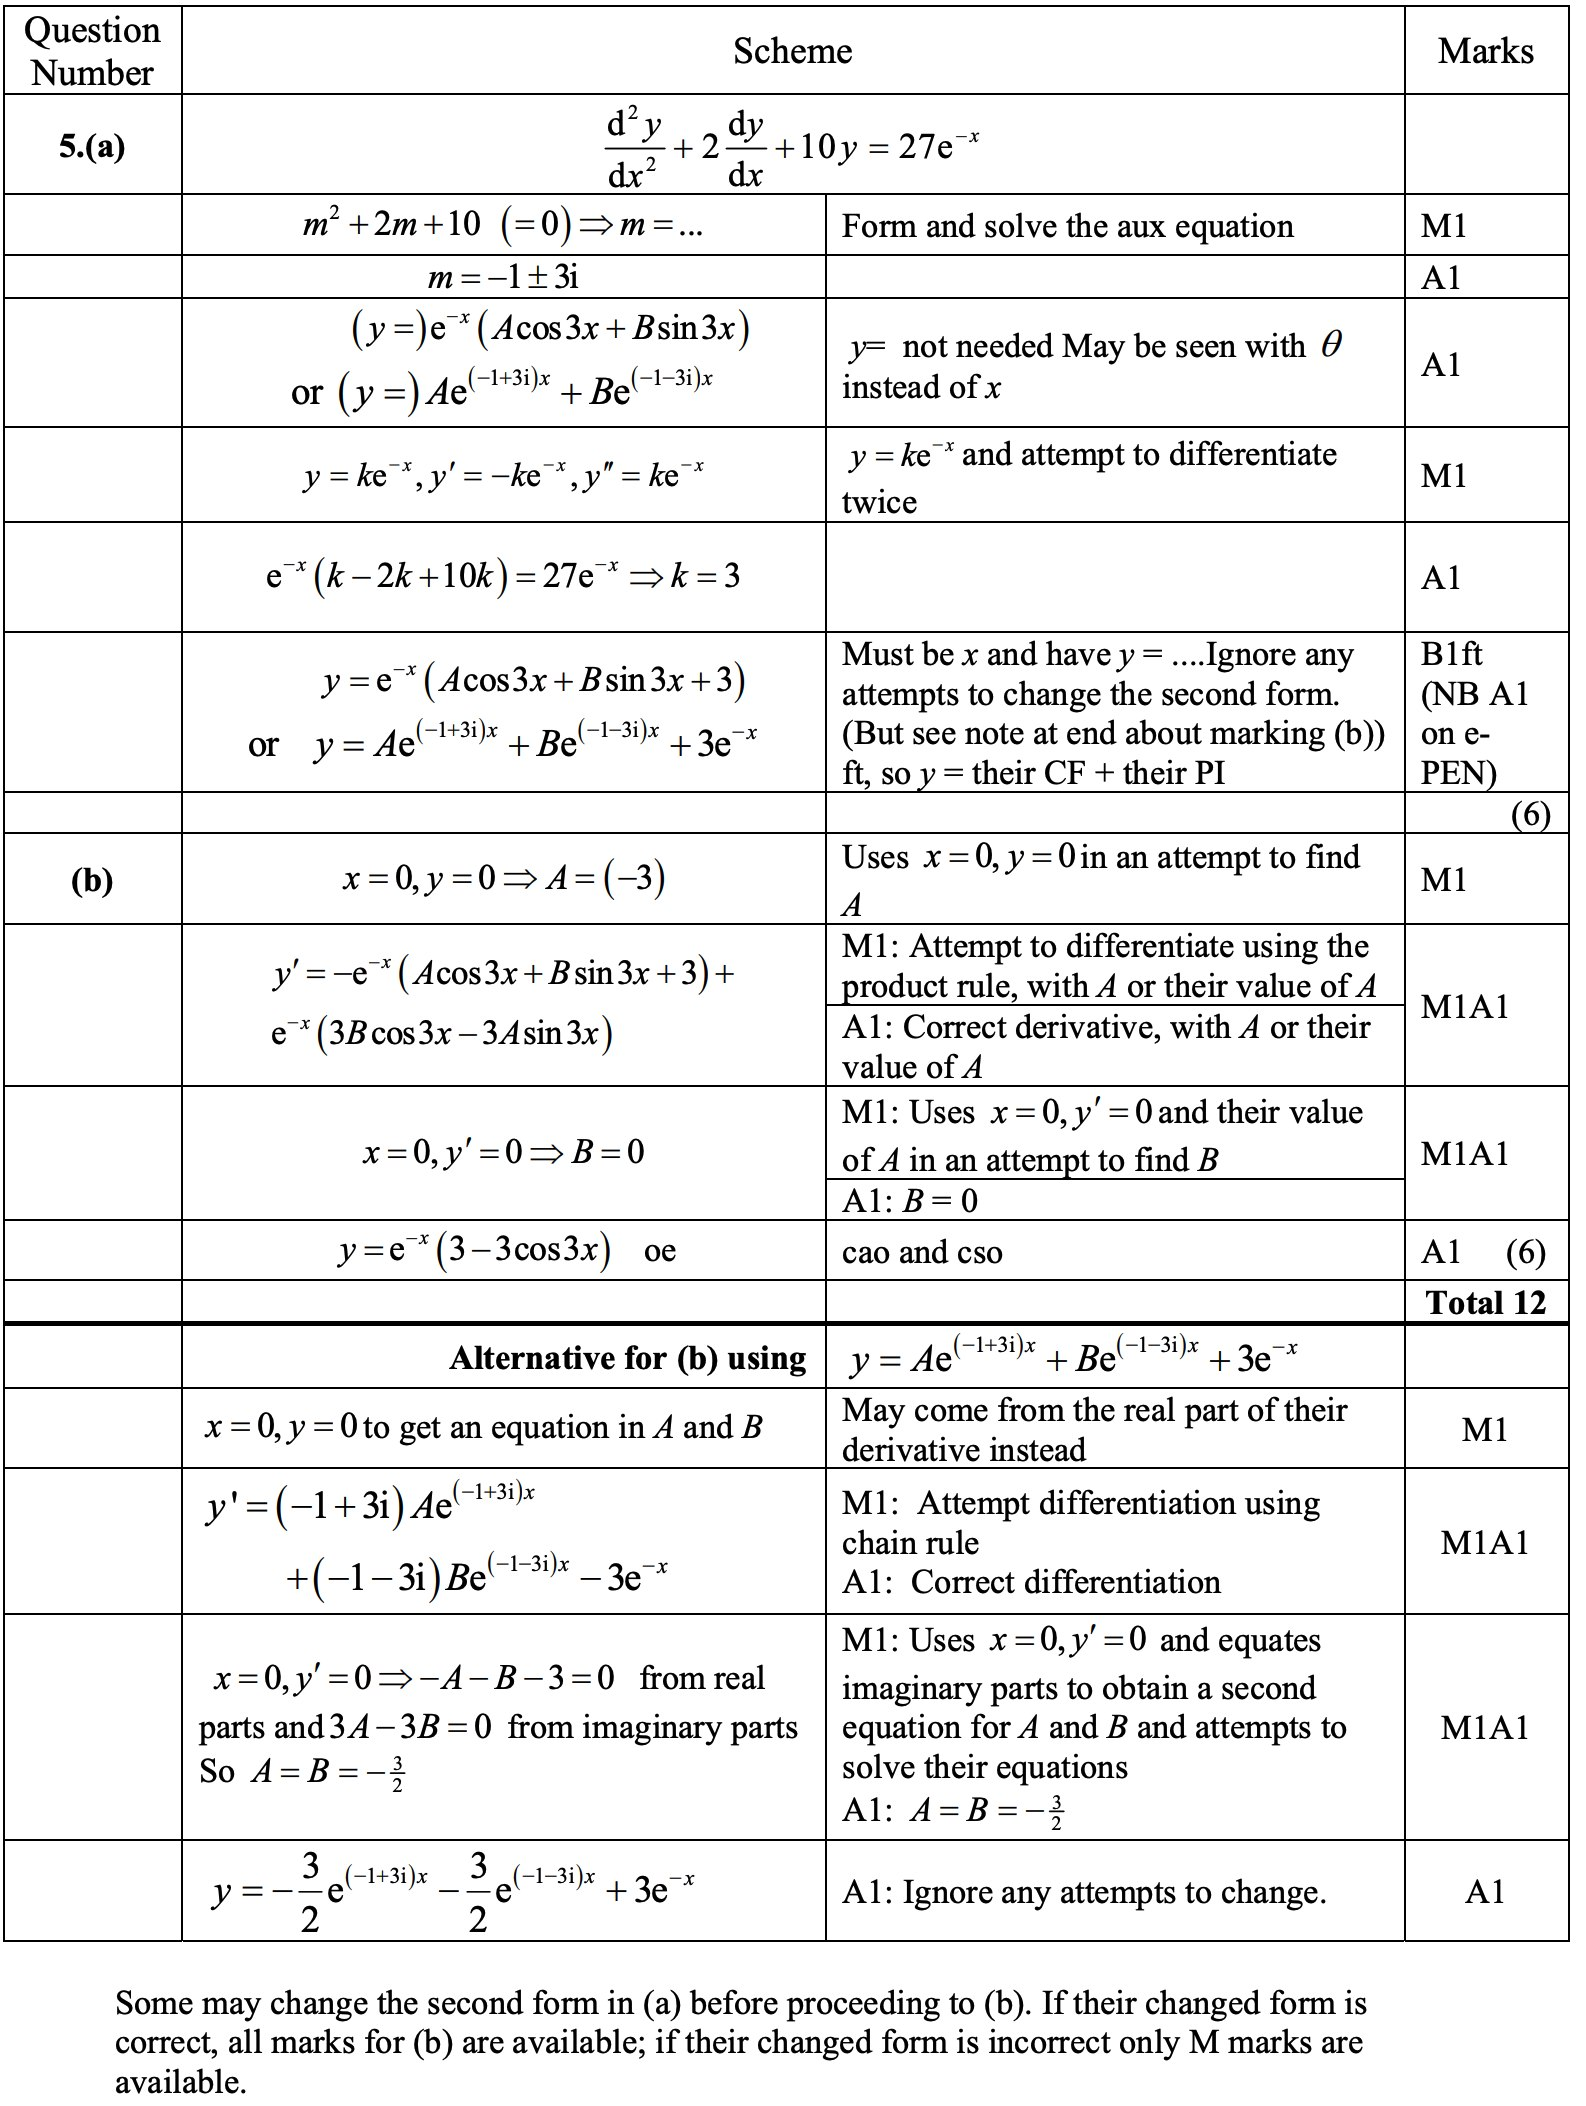 Question Number Scheme Marks
5.(a) d²y/dx² + 2 dy/dx + 10y = 27e⁻ˣ
m² + 2m + 10 (= 0) ⇒ m = ... Form and solve the aux equation M1
m = −1 ± 3i A1
(y =) e⁻ˣ (A cos 3x + B sin 3x)
or (y =) Ae^((−1+3i)x) + Be^((−1−3i)x)
y= not needed May be seen with θ
instead of x
A1
y = ke⁻ˣ, y′ = −ke⁻ˣ, y″ = ke⁻ˣ
y = ke⁻ˣ and attempt to differentiate
twice
M1
e⁻ˣ (k − 2k + 10k) = 27e⁻ˣ ⇒ k = 3 A1
y = e⁻ˣ (A cos 3x + B sin 3x + 3)
or y = Ae^((−1+3i)x) + Be^((−1−3i)x) + 3e⁻ˣ
Must be x and have y = ....Ignore any
attempts to change the second form.
(But see note at end about marking (b))
ft, so y = their CF + their PI
B1ft
(NB A1
on e-
PEN)
(6)
(b) x = 0, y = 0 ⇒ A = (−3)
Uses x = 0, y = 0 in an attempt to find
A
M1
y′ = −e⁻ˣ (A cos 3x + B sin 3x + 3) +
e⁻ˣ (3B cos 3x − 3A sin 3x)
M1: Attempt to differentiate using the
product rule, with A or their value of A
A1: Correct derivative, with A or their
value of A
M1A1
x = 0, y′ = 0 ⇒ B = 0
M1: Uses x = 0, y′ = 0 and their value
of A in an attempt to find B
A1: B = 0
M1A1
y = e⁻ˣ (3 − 3cos 3x) oe cao and cso A1 (6)
Total 12
Alternative for (b) using y = Ae^((−1+3i)x) + Be^((−1−3i)x) + 3e⁻ˣ
x = 0, y = 0 to get an equation in A and B
May come from the real part of their
derivative instead
M1
y' = (−1 + 3i) Ae^((−1+3i)x)
+(−1 − 3i) Be^((−1−3i)x) − 3e⁻ˣ
M1: Attempt differentiation using
chain rule
A1: Correct differentiation
M1A1
x = 0, y′ = 0 ⇒ −A − B − 3 = 0 from real
parts and 3A − 3B = 0 from imaginary parts
So A = B = −3/2
M1: Uses x = 0, y′ = 0 and equates
imaginary parts to obtain a second
equation for A and B and attempts to
solve their equations
A1: A = B = −3/2
M1A1
y = −3/2 e^((−1+3i)x) − 3/2 e^((−1−3i)x) + 3e⁻ˣ A1: Ignore any attempts to change. A1
Some may change the second form in (a) before proceeding to (b). If their changed form is
correct, all marks for (b) are available; if their changed form is incorrect only M marks are
available.